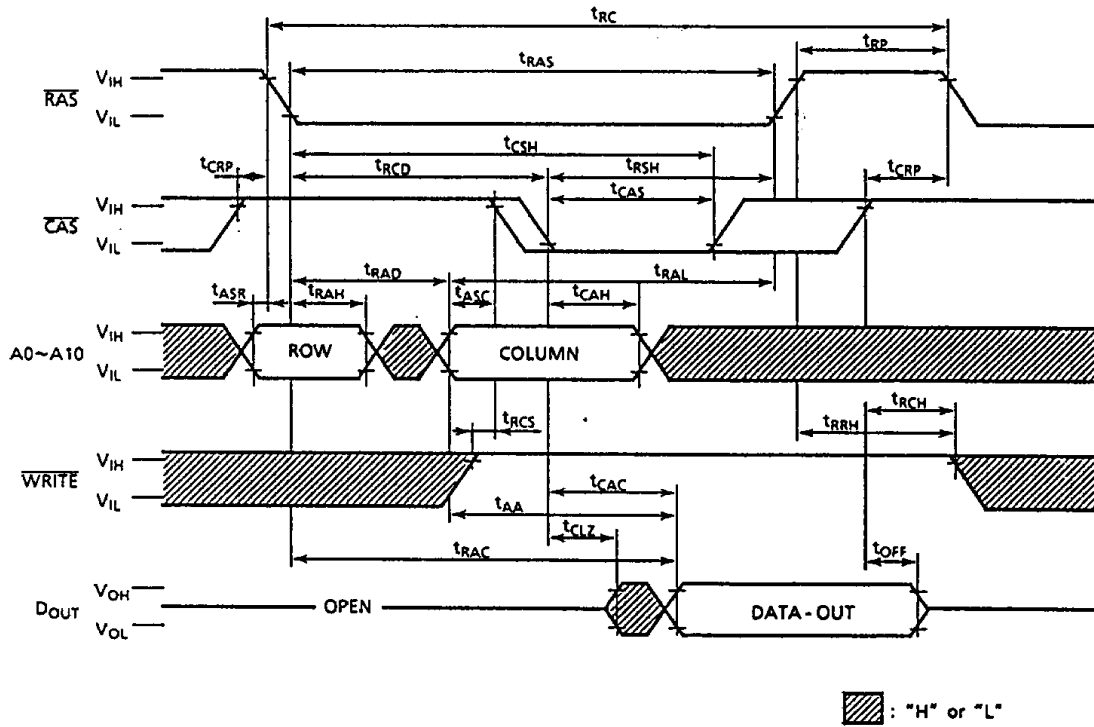 tRC
tRP
tRAS
RAS
VIH
VIL
tCSH
tCRP
tRCD
tRSH
tCRP
tCAS
CAS
VIH
VIL
tRAD
tRAL
tASR
tRAH
tASC
tCAH
A0~A10
VIH
VIL
ROW
COLUMN
tRCS
tRCH
tRRH
WRITE
VIH
VIL
tCAC
tAA
tCLZ
tRAC
tOFF
DOUT
VOH
VOL
OPEN
DATA-OUT
: "H" or "L"